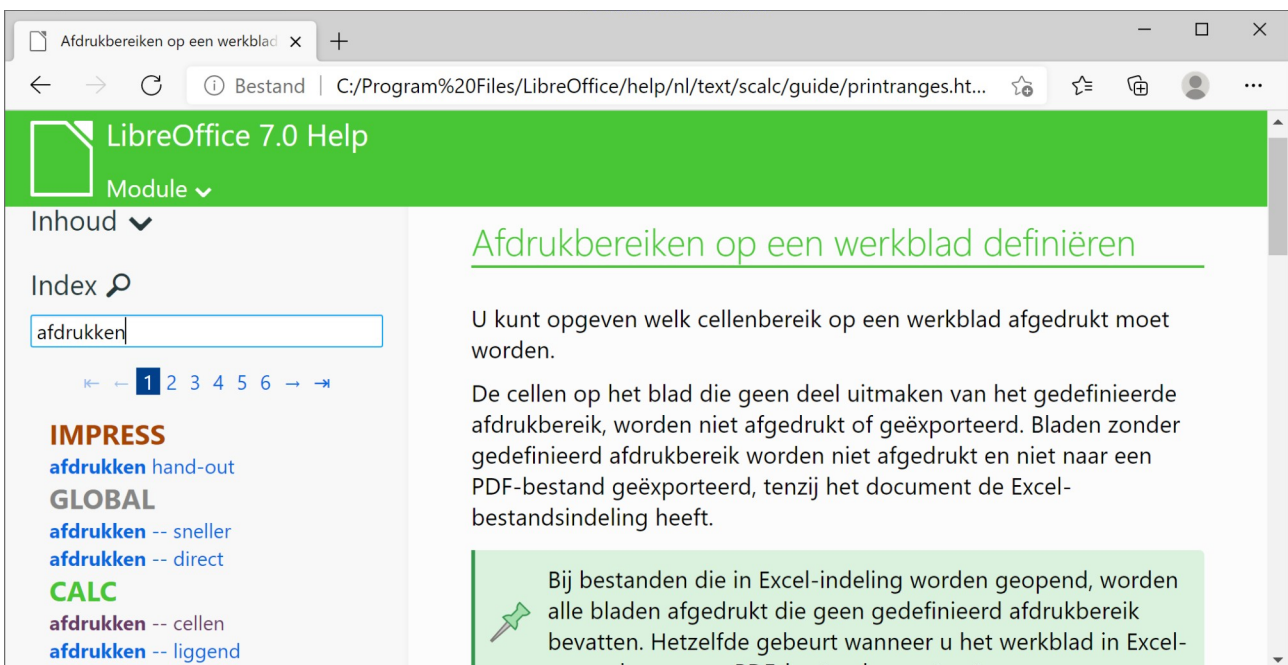 Afdrukbereiken op een werkblad
Bestand
C:/Program%20Files/LibreOffice/help/nl/text/scalc/guide/printranges.ht...
LibreOffice 7.0 Help
Module
Inhoud
Index
afdrukken
1 2 3 4 5 6
IMPRESS
afdrukken hand-out
GLOBAL
afdrukken -- sneller
afdrukken -- direct
CALC
afdrukken -- cellen
afdrukken -- liggend
Afdrukbereiken op een werkblad definiëren
U kunt opgeven welk cellenbereik op een werkblad afgedrukt moet
worden.
De cellen op het blad die geen deel uitmaken van het gedefinieerde
afdrukbereik, worden niet afgedrukt of geëxporteerd. Bladen zonder
gedefinieerd afdrukbereik worden niet afgedrukt en niet naar een
PDF-bestand geëxporteerd, tenzij het document de Excel-
bestandsindeling heeft.
Bij bestanden die in Excel-indeling worden geopend, worden
alle bladen afgedrukt die geen gedefinieerd afdrukbereik
bevatten. Hetzelfde gebeurt wanneer u het werkblad in Excel-